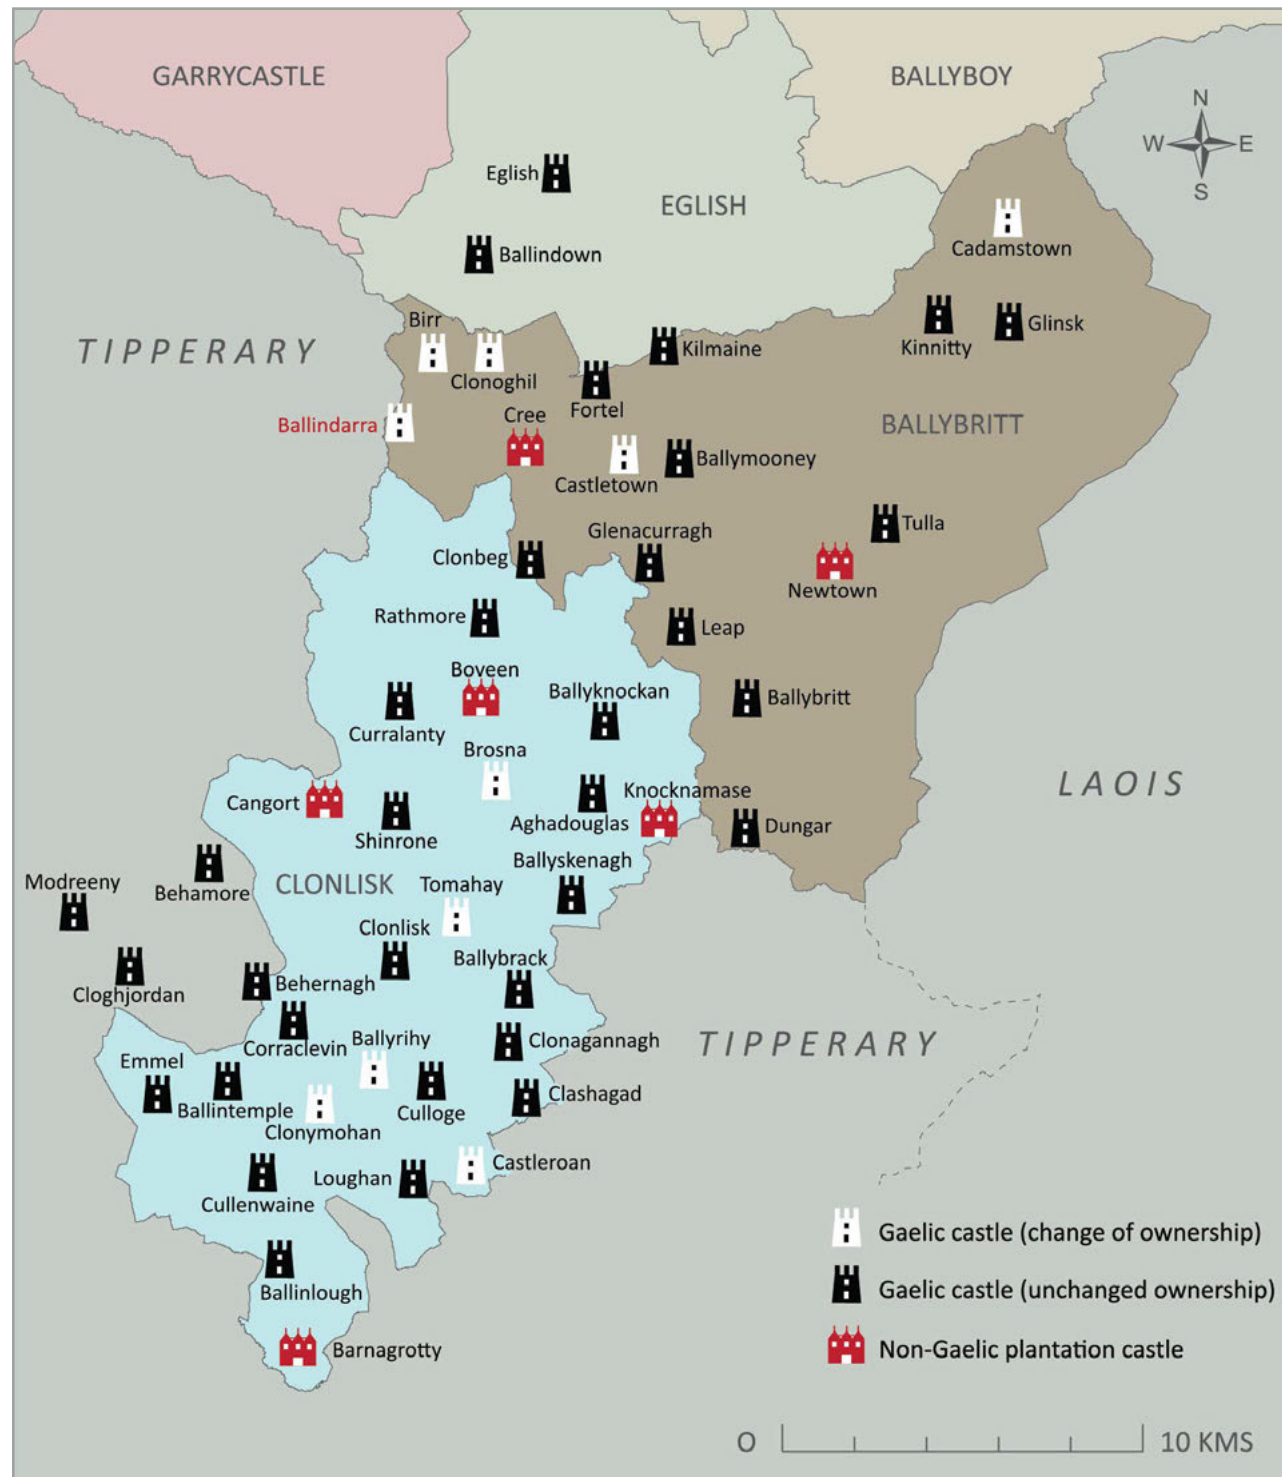 GARRYCASTLE
BALLYBOY
N
W
E
S
Eglish
EGLISH
Ballindown
Cadamstown
Birr
TIPPERARY
Clonoghil
Kilmaine
Kinnitty
Glinsk
Fortel
Ballindarra
Cree
BALLYBRITT
Castletown
Ballymooney
Tulla
Glenacurragh
Clonbeg
Newtown
Rathmore
Leap
Boveen
Ballyknockan
Ballybritt
Curralanty
Brosna
LAOIS
Cangort
Knocknamase
Shinrone
Aghadouglas
Dungar
Ballyskenagh
Behamore
CLONLISK
Tomahay
Modreeny
Clonlisk
Ballybrack
Cloghjordan
Behernagh
Corraclevin
Ballyrihy
Clonagannagh
TIPPERARY
Emmel
Ballintemple
Culloge
Clashagad
Clonymohan
Castleroan
Loughan
Cullenwaine
Ballinlough
Barnagrotty
Gaelic castle (change of ownership)
Gaelic castle (unchanged ownership)
Non-Gaelic plantation castle
O
10 KMS